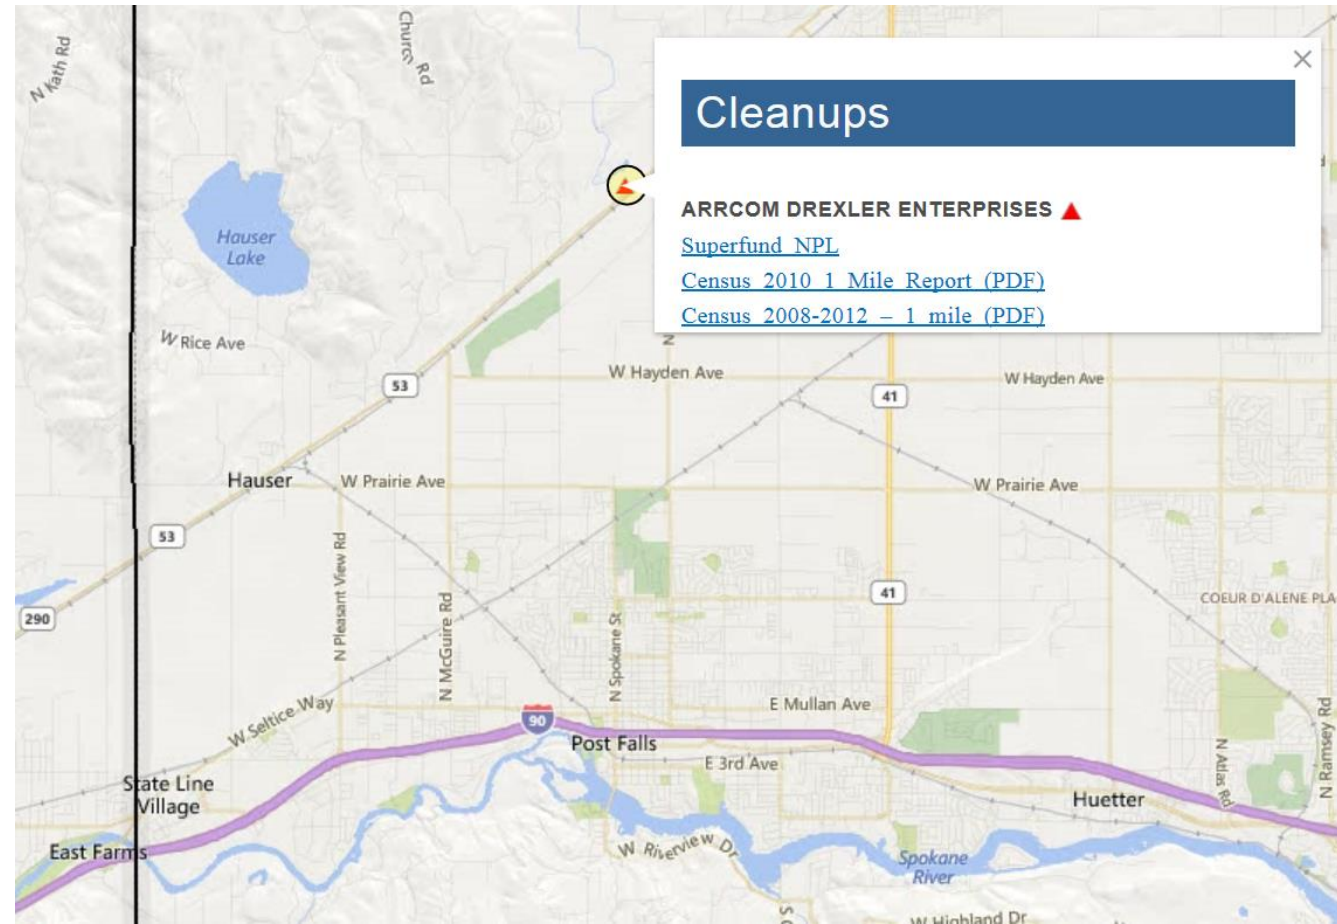 N Kath Rd
Church Rd
×
Cleanups
ARRCOM DREXLER ENTERPRISES
Superfund NPL
Census 2010 1 Mile Report (PDF)
Census 2008-2012 – 1 mile (PDF)
Hauser
Lake
W Rice Ave
N
53
W Hayden Ave
W Hayden Ave
41
Hauser
W Prairie Ave
W Prairie Ave
53
290
N Pleasant View Rd
N McGuire Rd
N Spokane St
41
COEUR D'ALENE PLA
W Seltice Way
90
E Mullan Ave
Post Falls
E 3rd Ave
N Atlas Rd
N Ramsey Rd
State Line
Village
Huetter
East Farms
W Riverview Dr
Spokane
River
W Highland Dr